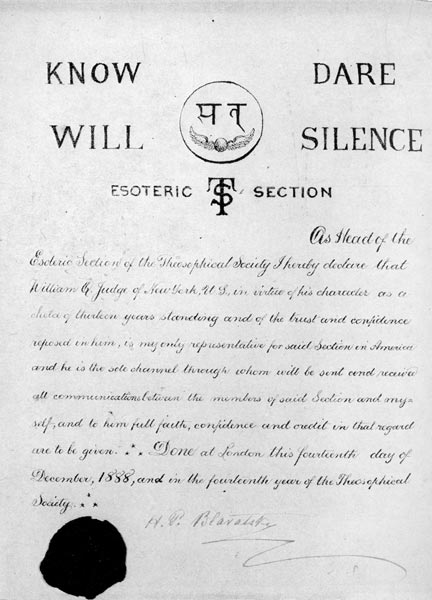 KNOW DARE
सत्
WILL SILENCE
ESOTERIC TS SECTION
As Head of the
Esoteric Section of the Theosophical Society I hereby declare that
William Q. Judge of New York, U S, in virtue of his character as a
chela of thirteen years standing and of the trust and confidence
reposed in him, is my only representative for said Section in America
and he is the sole channel through whom will be sent and received
all communications between the members of said Section and my-
self, and to him full faith, confidence and credit in that regard
are to be given. Done at London this fourteenth day of
December, 1888, and in the fourteenth year of the Theosophical
Society.
H. P. Blavatsky